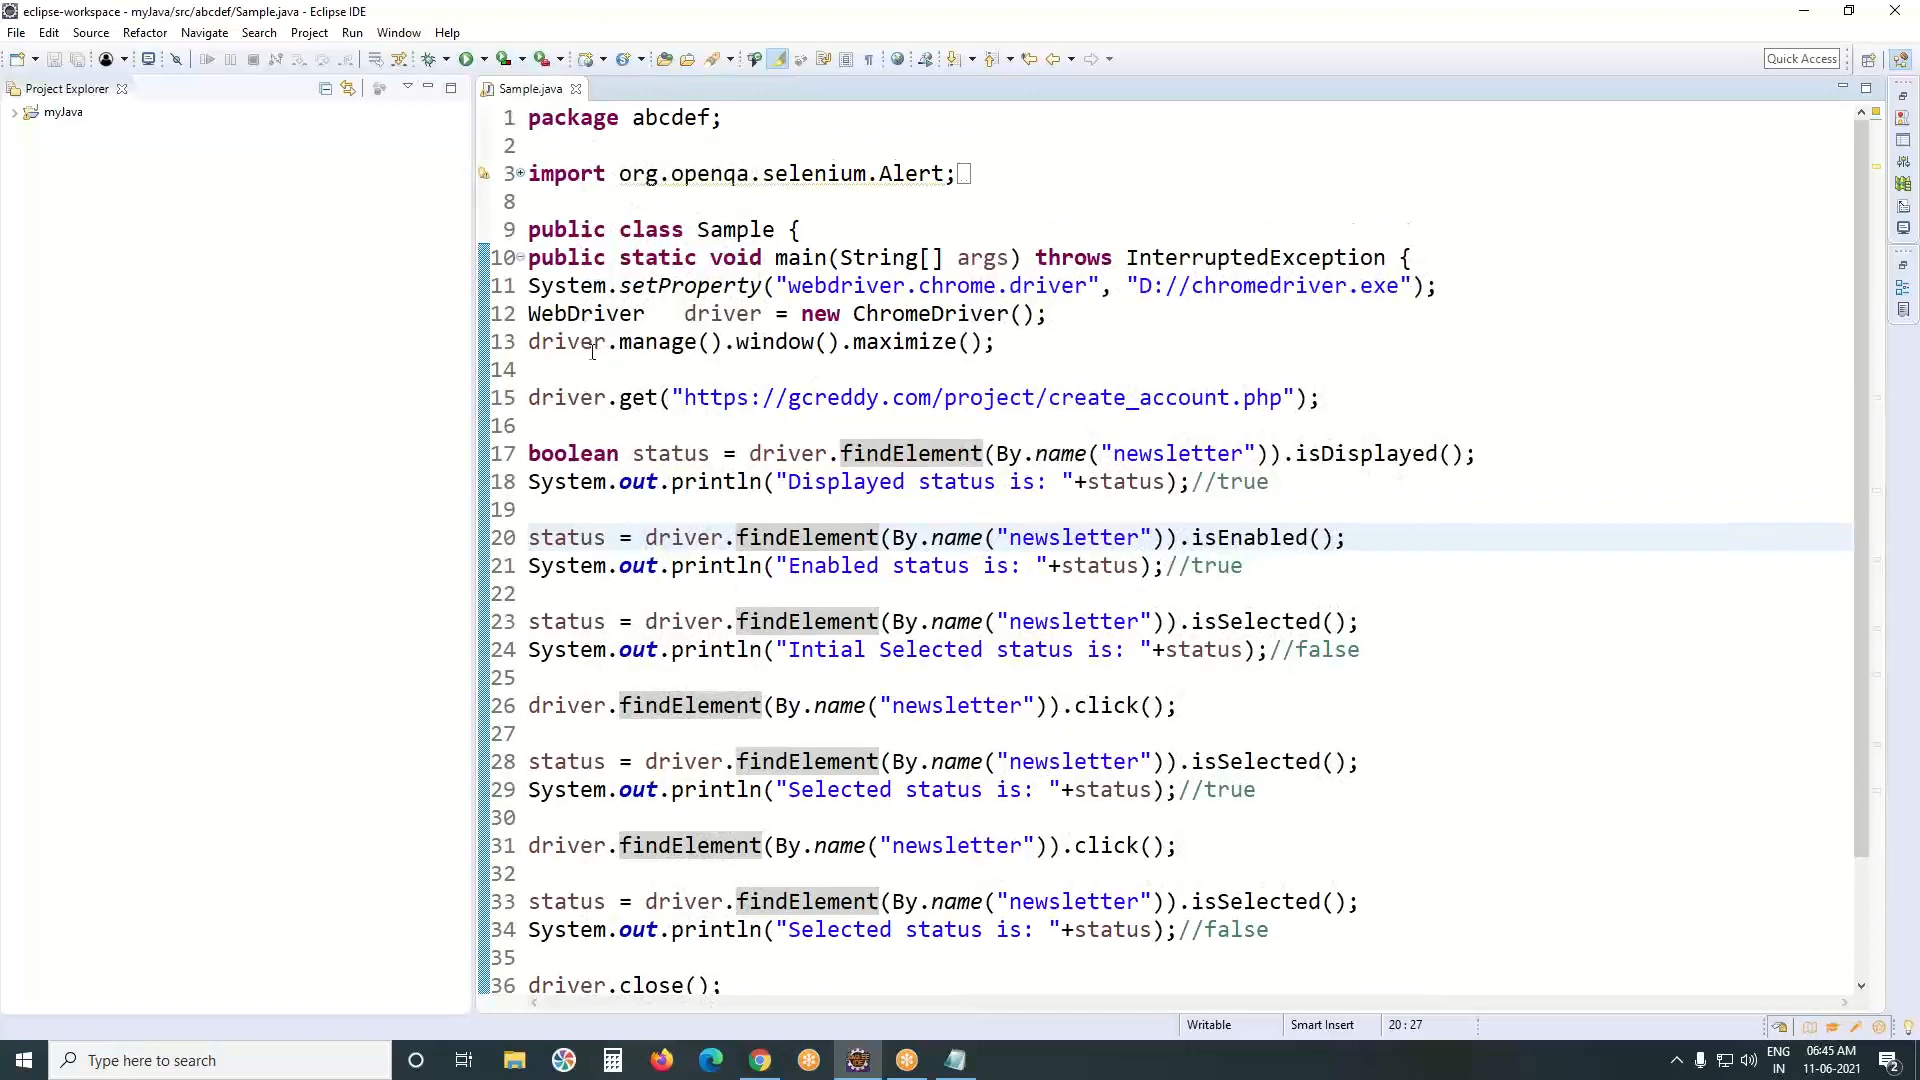 eclipse-workspace - myJava/src/abcdef/Sample.java - Eclipse IDE
File Edit Source Refactor Navigate Search Project Run Window Help
Quick Access
Project Explorer
Sample.java
myJava
1 package abcdef;
2
3 import org.openqa.selenium.Alert;
8
9 public class Sample {
10 public static void main(String[] args) throws InterruptedException {
11 System.setProperty("webdriver.chrome.driver", "D://chromedriver.exe");
12 WebDriver driver = new ChromeDriver();
13 driver.manage().window().maximize();
14
15 driver.get("https://gcreddy.com/project/create_account.php");
16
17 boolean status = driver.findElement(By.name("newsletter")).isDisplayed();
18 System.out.println("Displayed status is: "+status);//true
19
20 status = driver.findElement(By.name("newsletter")).isEnabled();
21 System.out.println("Enabled status is: "+status);//true
22
23 status = driver.findElement(By.name("newsletter")).isSelected();
24 System.out.println("Intial Selected status is: "+status);//false
25
26 driver.findElement(By.name("newsletter")).click();
27
28 status = driver.findElement(By.name("newsletter")).isSelected();
29 System.out.println("Selected status is: "+status);//true
30
31 driver.findElement(By.name("newsletter")).click();
32
33 status = driver.findElement(By.name("newsletter")).isSelected();
34 System.out.println("Selected status is: "+status);//false
35
36 driver.close();
Writable Smart Insert 20 : 27
Type here to search
ENG 06:45 AM
IN 11-06-2021 2